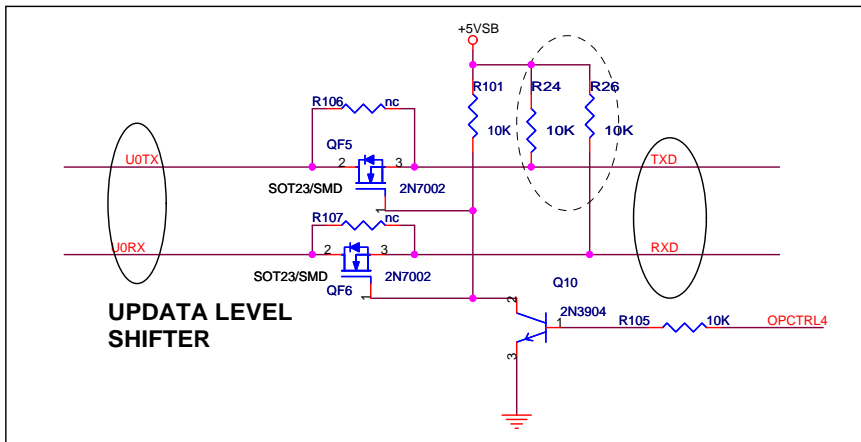 +5VSB
R106 nc
R101
R24
R26
10K
10K
10K
QF5
U0TX
2 3
TXD
SOT23/SMD
2N7002
1
R107 nc
U0RX
2 3
RXD
SOT23/SMD
2N7002
QF6
1
Q10
2
UPDATA LEVEL
SHIFTER
2N3904
1
R105
10K
OPCTRL4
3